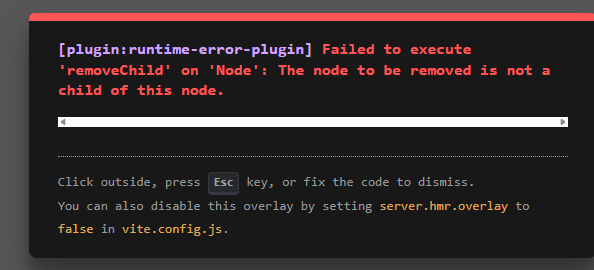 [plugin:runtime-error-plugin] Failed to execute
'removeChild' on 'Node': The node to be removed is not a
child of this node.
Click outside, press Esc key, or fix the code to dismiss.
You can also disable this overlay by setting server.hmr.overlay to
false in vite.config.js.